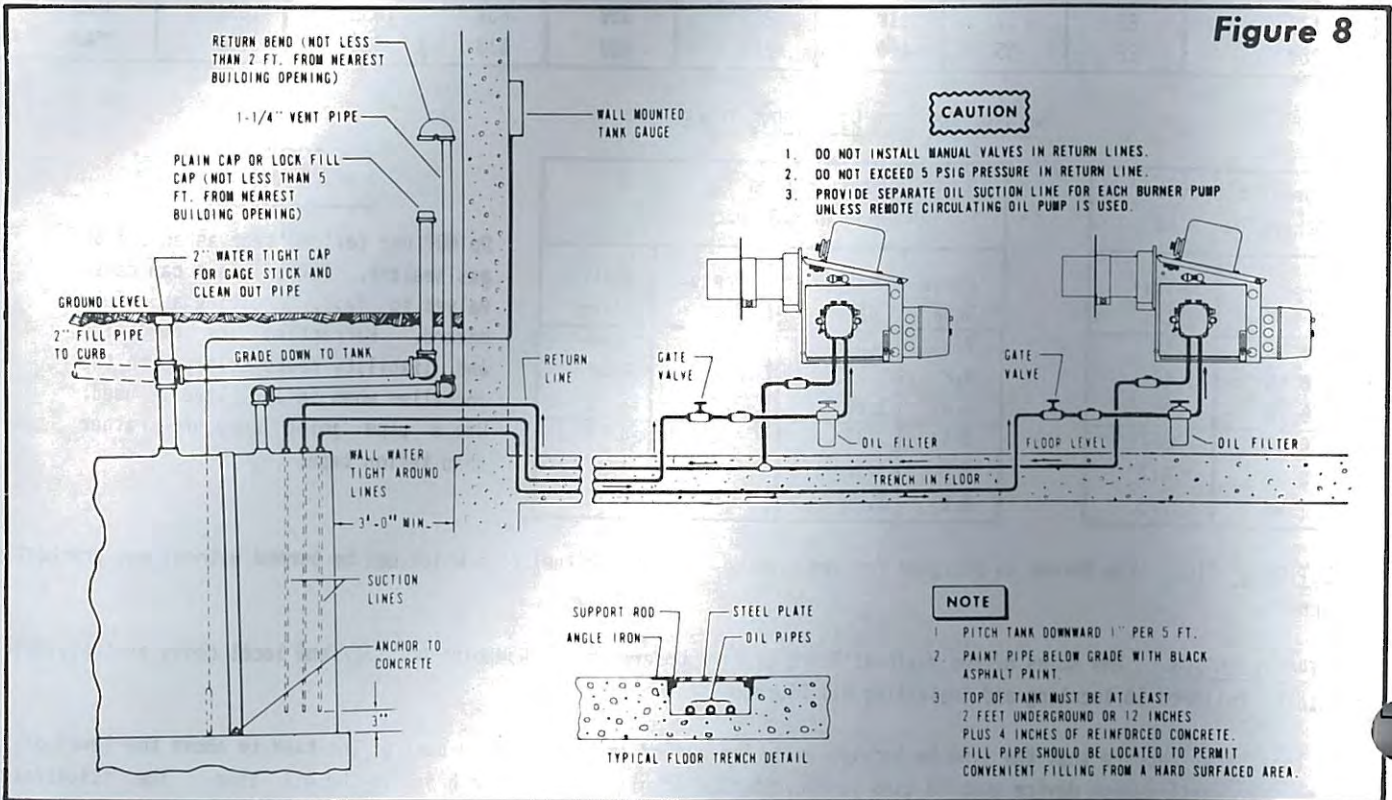 Figure 8
RETURN BEND (NOT LESS
THAN 2 FT. FROM NEAREST
BUILDING OPENING)
1-1/4" VENT PIPE
PLAIN CAP OR LOCK FILL
CAP (NOT LESS THAN 5
FT. FROM NEAREST
BUILDING OPENING)
2" WATER TIGHT CAP
FOR GAGE STICK AND
CLEAN OUT PIPE
GROUND LEVEL
2" FILL PIPE
TO CURB
GRADE DOWN TO TANK
WALL MOUNTED
TANK GAUGE
CAUTION
1. DO NOT INSTALL MANUAL VALVES IN RETURN LINES.
2. DO NOT EXCEED 5 PSIG PRESSURE IN RETURN LINE.
3. PROVIDE SEPARATE OIL SUCTION LINE FOR EACH BURNER PUMP
UNLESS REMOTE CIRCULATING OIL PUMP IS USED.
RETURN
LINE
GATE
VALVE
OIL FILTER
GATE
VALVE
OIL FILTER
FLOOR LEVEL
TRENCH IN FLOOR
WALL WATER
TIGHT AROUND
LINES
3'-0" MIN.
SUCTION
LINES
ANCHOR TO
CONCRETE
3"
SUPPORT ROD
STEEL PLATE
ANGLE IRON
OIL PIPES
TYPICAL FLOOR TRENCH DETAIL
NOTE
1 PITCH TANK DOWNWARD 1" PER 5 FT.
2. PAINT PIPE BELOW GRADE WITH BLACK
ASPHALT PAINT.
3. TOP OF TANK MUST BE AT LEAST
2 FEET UNDERGROUND OR 12 INCHES
PLUS 4 INCHES OF REINFORCED CONCRETE.
FILL PIPE SHOULD BE LOCATED TO PERMIT
CONVENIENT FILLING FROM A HARD SURFACED AREA.